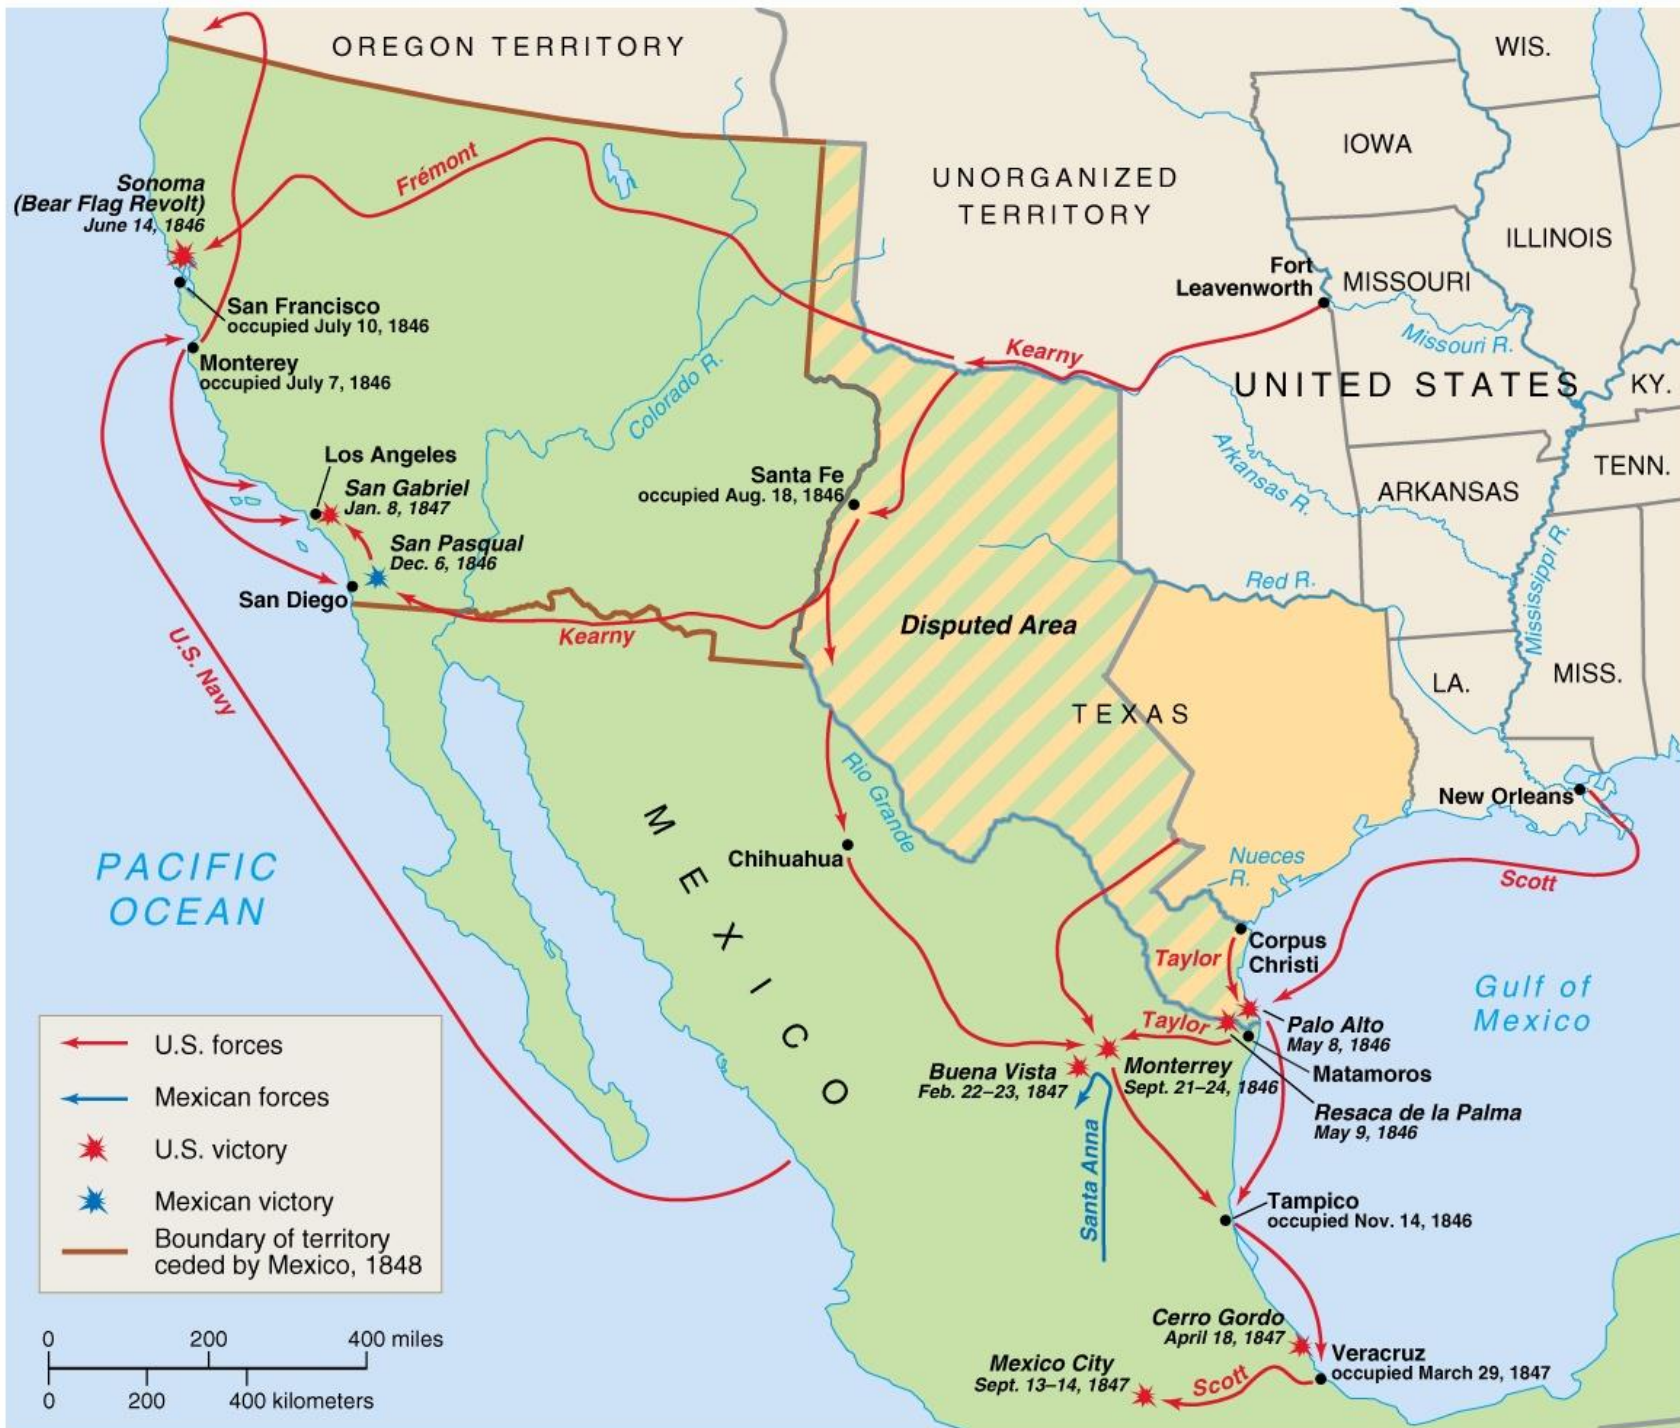 OREGON TERRITORY
WIS.
IOWA
UNORGANIZED
TERRITORY
ILLINOIS
Frémont
Sonoma
(Bear Flag Revolt)
June 14, 1846
Fort
Leavenworth
MISSOURI
San Francisco
occupied July 10, 1846
Missouri R.
Kearny
Monterey
occupied July 7, 1846
UNITED STATES
KY.
Colorado R.
Los Angeles
San Gabriel
Jan. 8, 1847
Santa Fe
occupied Aug. 18, 1846
Arkansas R.
TENN.
ARKANSAS
San Pasqual
Dec. 6, 1846
San Diego
Red R.
Mississippi R.
Kearny
Disputed Area
U.S. Navy
LA.
MISS.
TEXAS
Rio Grande
New Orleans
MEXICO
Chihuahua
Nueces
R.
Scott
PACIFIC
OCEAN
Taylor
Corpus
Christi
Gulf of
Mexico
Taylor
Palo Alto
May 8, 1846
Buena Vista
Feb. 22–23, 1847
Monterrey
Sept. 21–24, 1846
Matamoros
Resaca de la Palma
May 9, 1846
Santa Anna
Tampico
occupied Nov. 14, 1846
Cerro Gordo
April 18, 1847
Mexico City
Sept. 13–14, 1847
Scott
Veracruz
occupied March 29, 1847
U.S. forces
Mexican forces
U.S. victory
Mexican victory
Boundary of territory
ceded by Mexico, 1848
0 200 400 miles
0 200 400 kilometers